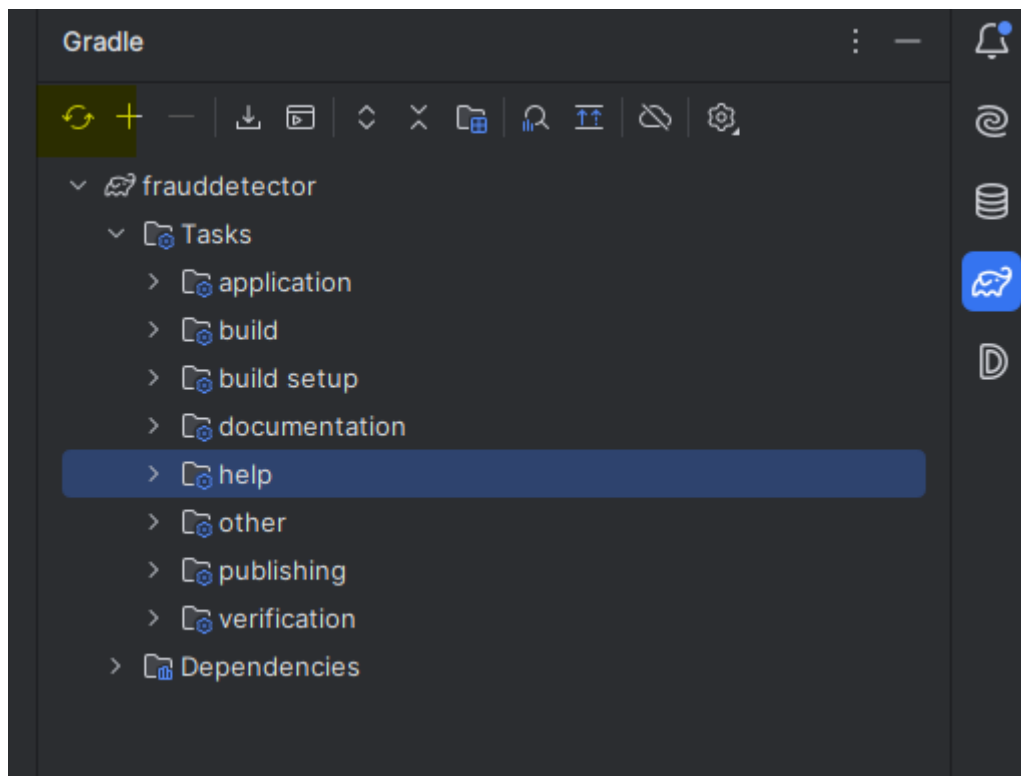 Gradle
frauddetector
Tasks
application
build
build setup
documentation
help
other
publishing
verification
Dependencies